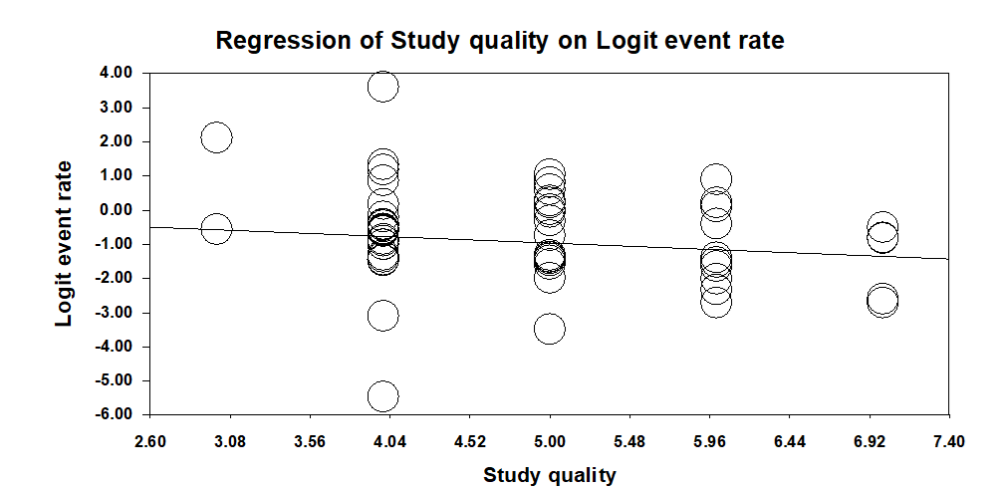 Regression of Study quality on Logit event rate
4.00
3.00
2.00
1.00
0.00
-1.00
-2.00
-3.00
-4.00
-5.00
-6.00
Logit event rate
2.60 3.08 3.56 4.04 4.52 5.00 5.48 5.96 6.44 6.92 7.40
Study quality